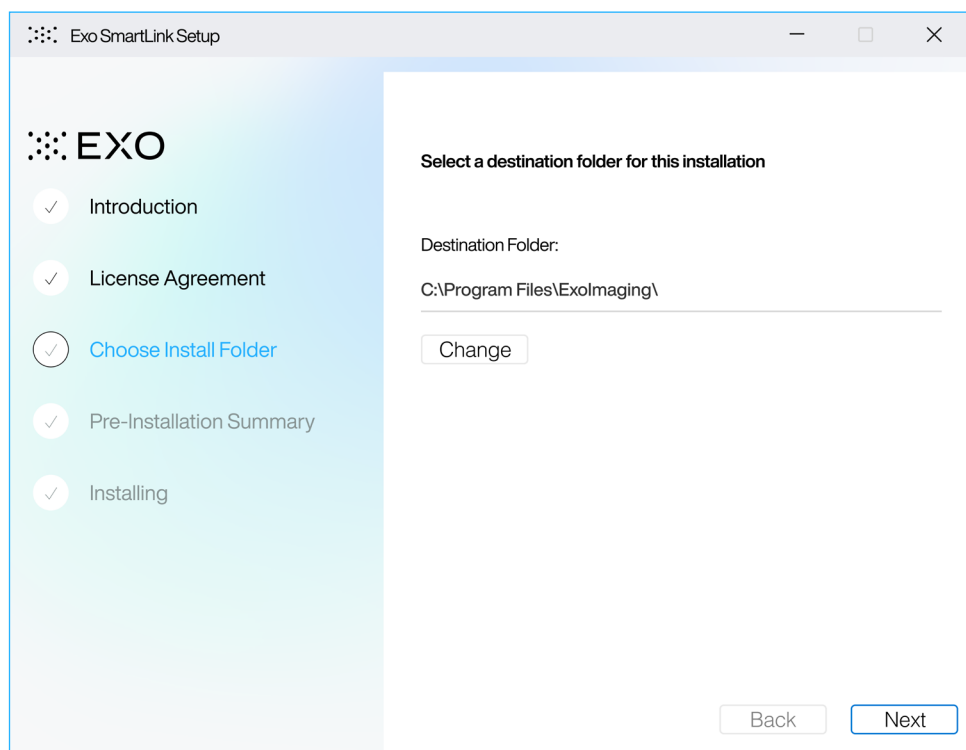 Exo SmartLink Setup
EXO
Introduction
License Agreement
Choose Install Folder
Pre-Installation Summary
Installing
Select a destination folder for this installation
Destination Folder:
C:\Program Files\ExoImaging\
Change
Back
Next